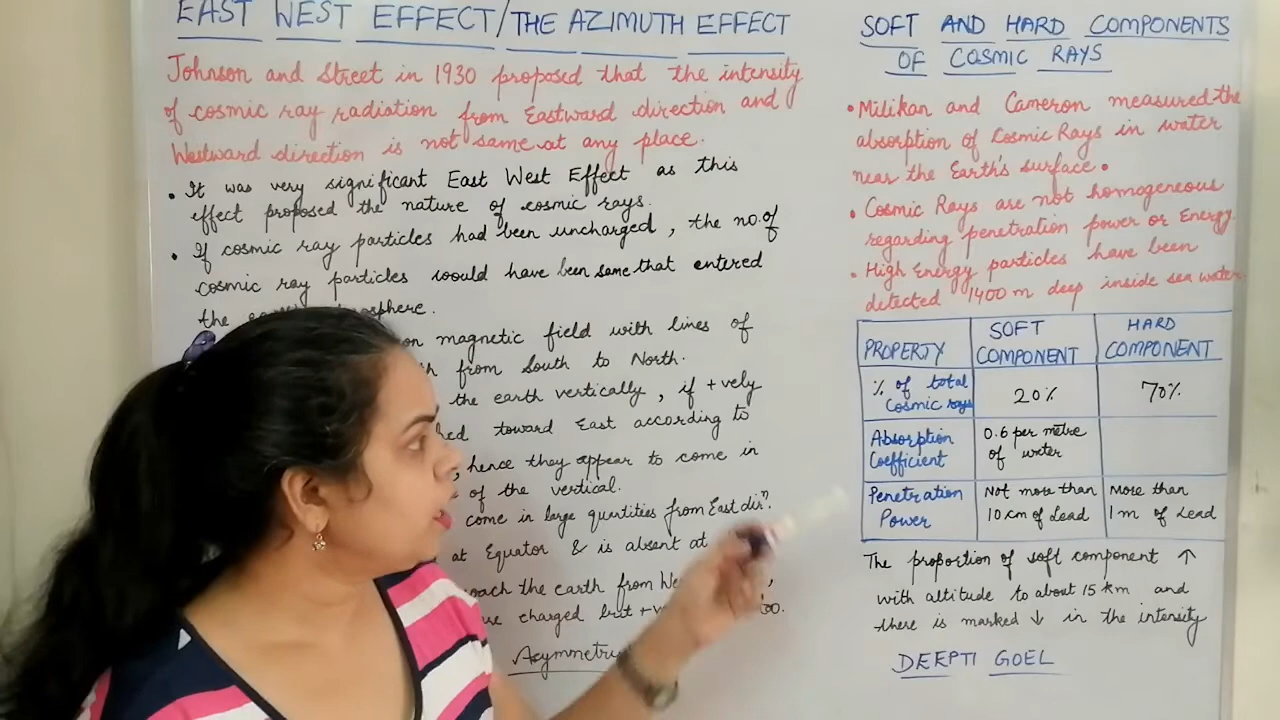 EAST WEST EFFECT/THE AZIMUTH EFFECT
Johnson and Street in 1930 proposed that the intensity
of cosmic ray radiation from Eastward direction and
Westward direction is not same at any place.
• It was very significant East West Effect as this
effect proposed the nature of cosmic rays.
• If cosmic ray particles had been uncharged, the no. of
cosmic ray particles would have been same that entered
the
magnetic field with lines of
from South to North.
the earth vertically, if +vely
toward East according to
, hence they appear to come in
of the vertical.
come in large quantities from East dirⁿ.
at Equator & is absent at
the earth from
charged but
Asymmetry
SOFT AND HARD COMPONENTS
OF COSMIC RAYS
• Milikan and Cameron measured the
absorption of Cosmic Rays in water
near the Earth's surface.
• Cosmic Rays are not homogeneous
regarding penetration power or Energy.
• High Energy particles have been
detected 1400 m deep inside sea water.
PROPERTY SOFT COMPONENT HARD COMPONENT
% of total Cosmic rays 20% 70%
Absorption Coefficient 0.6 per metre of water
Penetration Power Not more than 10 cm of Lead More than 1m of Lead
The proportion of soft component ↑
with altitude to about 15 km and
there is marked ↓ in the intensity
DEEPTI GOEL